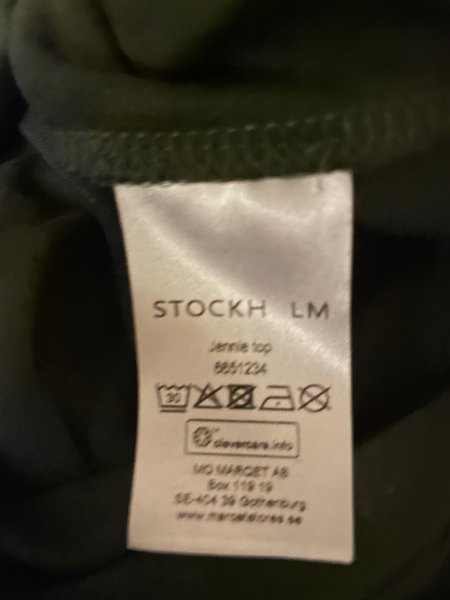 STOCKH LM
Jennie top
6651234
30
clevercare.info
MQ MARQET AB
Box 119 19
SE-404 39 Gothenburg
www.marqetstores.se